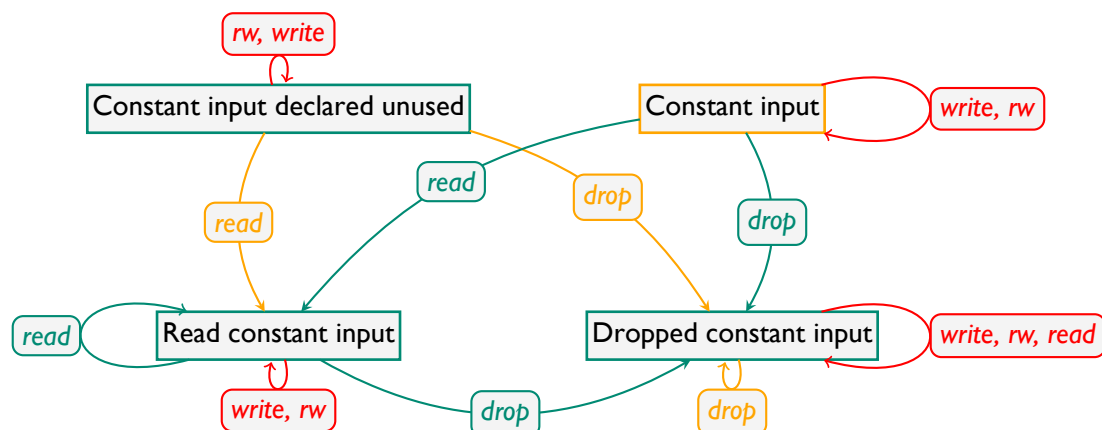 rw, write
Constant input declared unused
Constant input
write, rw
read
drop
read
drop
read
Read constant input
Dropped constant input
write, rw, read
write, rw
drop
drop